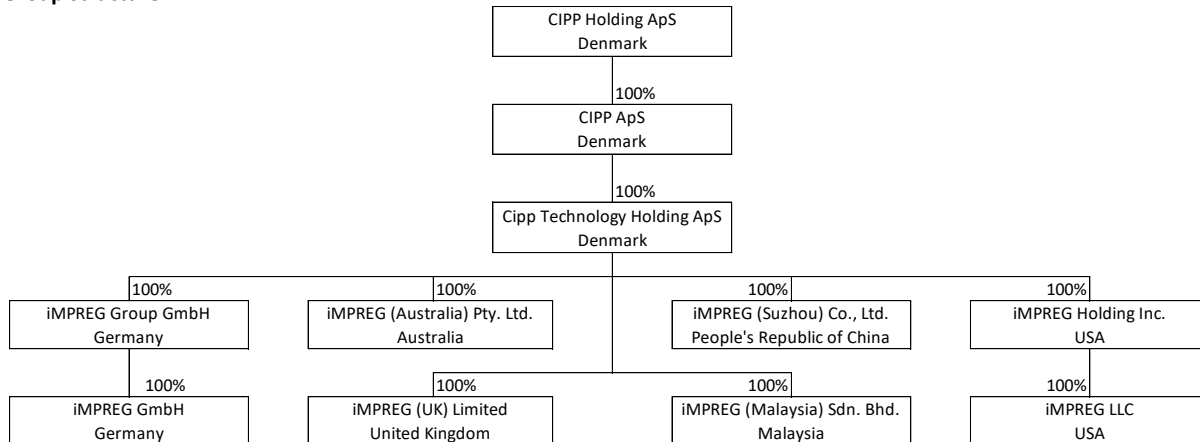 CIPP Holding ApS
Denmark
100%
CIPP ApS
Denmark
100%
Cipp Technology Holding ApS
Denmark
100%
100%
100%
100%
iMPREG Group GmbH
Germany
iMPREG (Australia) Pty. Ltd.
Australia
iMPREG (Suzhou) Co., Ltd.
People's Republic of China
iMPREG Holding Inc.
USA
100%
100%
100%
100%
iMPREG GmbH
Germany
iMPREG (UK) Limited
United Kingdom
iMPREG (Malaysia) Sdn. Bhd.
Malaysia
iMPREG LLC
USA